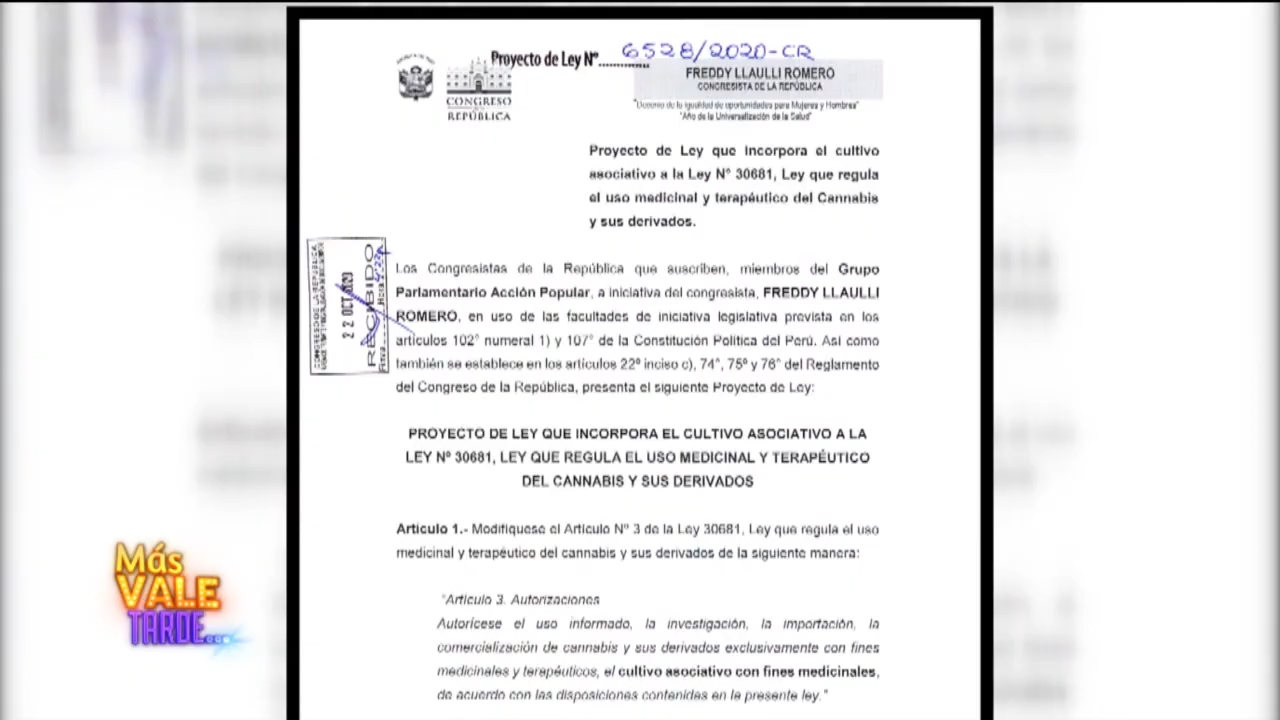 Proyecto de Ley N° 6528/2020-CR
CONGRESO
REPÚBLICA
FREDDY LLAULLI ROMERO
CONGRESISTA DE LA REPÚBLICA
de la igualdad de oportunidades para Mujeres y Hombres"
"Año de la Universalización de la Salud"
Proyecto de Ley que incorpora el cultivo
asociativo a la Ley N° 30681, Ley que regula
el uso medicinal y terapéutico del Cannabis
y sus derivados.
CONGRESO DE LA REPÚBLICA
22 OCT 2020
RECIBIDO
Firma Hora
Los Congresistas de la República que suscriben, miembros del Grupo
Parlamentario Acción Popular, a iniciativa del congresista, FREDDY LLAULLI
ROMERO, en uso de las facultades de iniciativa legislativa prevista en los
artículos 102° numeral 1) y 107° de la Constitución Política del Perú. Así como
también se establece en los artículos 22º inciso c), 74°, 75º y 76° del Reglamento
del Congreso de la República, presenta el siguiente Proyecto de Ley:
PROYECTO DE LEY QUE INCORPORA EL CULTIVO ASOCIATIVO A LA
LEY Nº 30681, LEY QUE REGULA EL USO MEDICINAL Y TERAPÉUTICO
DEL CANNABIS Y SUS DERIVADOS
Artículo 1.- Modifíquese el Artículo Nº 3 de la Ley 30681, Ley que regula el uso
medicinal y terapéutico del cannabis y sus derivados de la siguiente manera:
"Artículo 3. Autorizaciones
Autorícese el uso informado, la investigación, la importación, la
comercialización de cannabis y sus derivados exclusivamente con fines
medicinales y terapéuticos, el cultivo asociativo con fines medicinales,
de acuerdo con las disposiciones contenidas en la presente ley."
Más
VALE
TARDE...